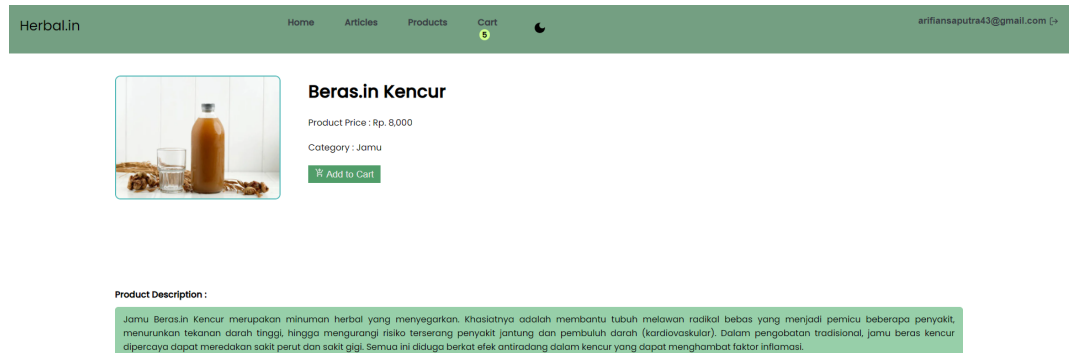 Herbal.in
Home Articles Products Cart
5
arifiansaputra43@gmail.com
Beras.in Kencur
Product Price : Rp. 8,000
Category : Jamu
Add to Cart
Product Description :
Jamu Beras.in Kencur merupakan minuman herbal yang menyegarkan. Khasiatnya adalah membantu tubuh melawan radikal bebas yang menjadi pemicu beberapa penyakit,
menurunkan tekanan darah tinggi, hingga mengurangi risiko terserang penyakit jantung dan pembuluh darah (kardiovaskular). Dalam pengobatan tradisional, jamu beras kencur
dipercaya dapat meredakan sakit perut dan sakit gigi. Semua ini diduga berkat efek antiradang dalam kencur yang dapat menghambat faktor inflamasi.